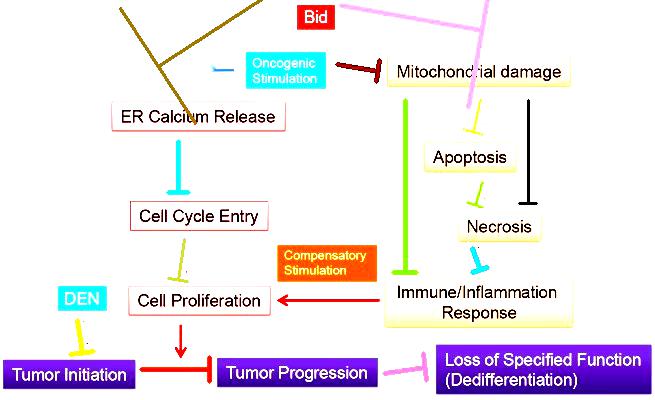 Bid
Oncogenic
Stimulation
Mitochondrial damage
ER Calcium Release
Apoptosis
Cell Cycle Entry
Necrosis
Compensatory
Stimulation
DEN
Cell Proliferation
Immune/Inflammation
Response
Tumor Initiation
Tumor Progression
Loss of Specified Function
(Dedifferentiation)